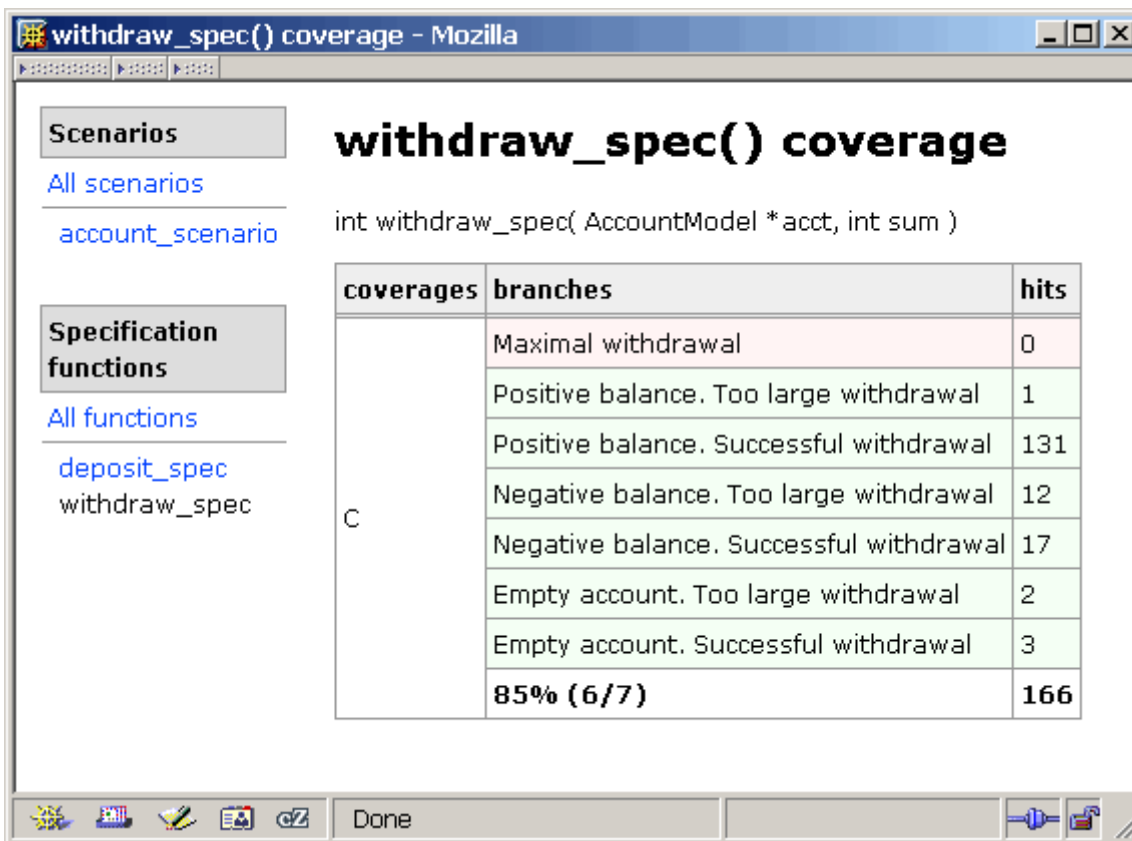 withdraw_spec() coverage - Mozilla
Scenarios
All scenarios
account_scenario
Specification
functions
All functions
deposit_spec
withdraw_spec
withdraw_spec() coverage
int withdraw_spec( AccountModel *acct, int sum )
coverages branches hits
C
Maximal withdrawal 0
Positive balance. Too large withdrawal 1
Positive balance. Successful withdrawal 131
Negative balance. Too large withdrawal 12
Negative balance. Successful withdrawal 17
Empty account. Too large withdrawal 2
Empty account. Successful withdrawal 3
85% (6/7) 166
Done